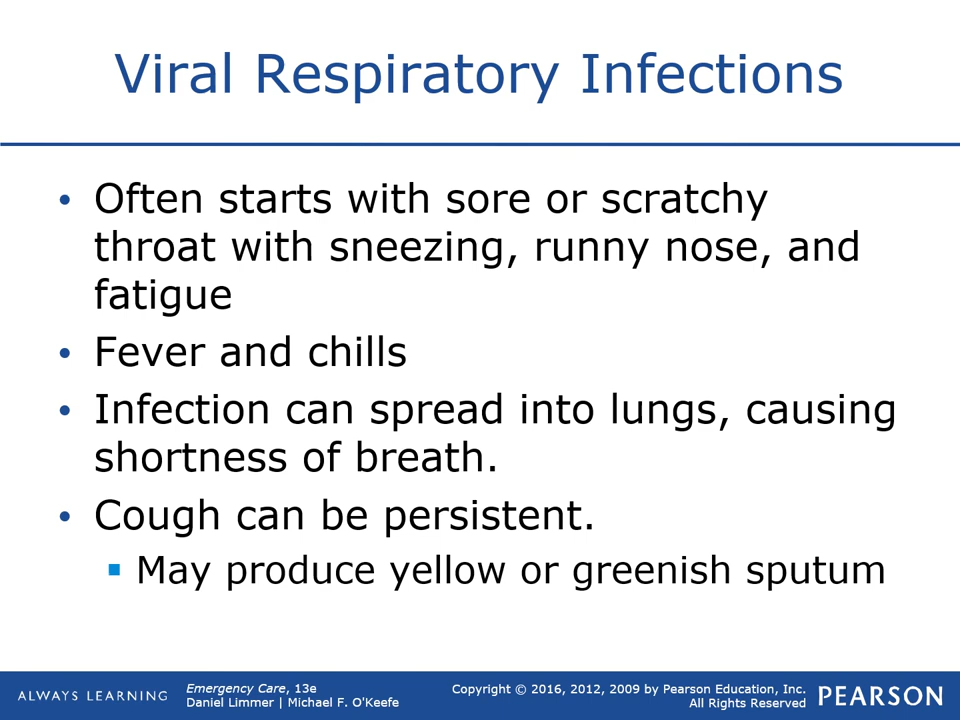 Viral Respiratory Infections
• Often starts with sore or scratchy
throat with sneezing, runny nose, and
fatigue
• Fever and chills
• Infection can spread into lungs, causing
shortness of breath.
• Cough can be persistent.
▪ May produce yellow or greenish sputum
ALWAYS LEARNING
Emergency Care, 13e
Daniel Limmer | Michael F. O'Keefe
Copyright © 2016, 2012, 2009 by Pearson Education, Inc.
All Rights Reserved
PEARSON